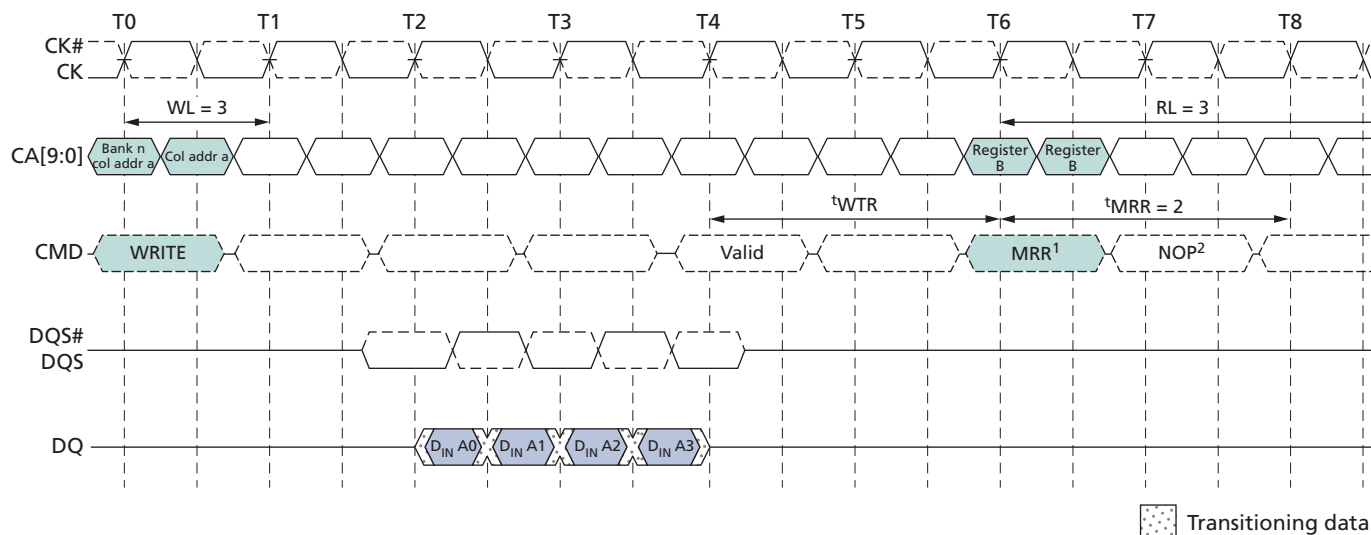 T0 T1 T2 T3 T4 T5 T6 T7 T8
CK#
CK
WL = 3 RL = 3
CA[9:0] Bank n col addr a Col addr a Register B Register B
tWTR tMRR = 2
CMD WRITE Valid MRR1 NOP2
DQS#
DQS
DQ DIN A0 DIN A1 DIN A2 DIN A3
Transitioning data